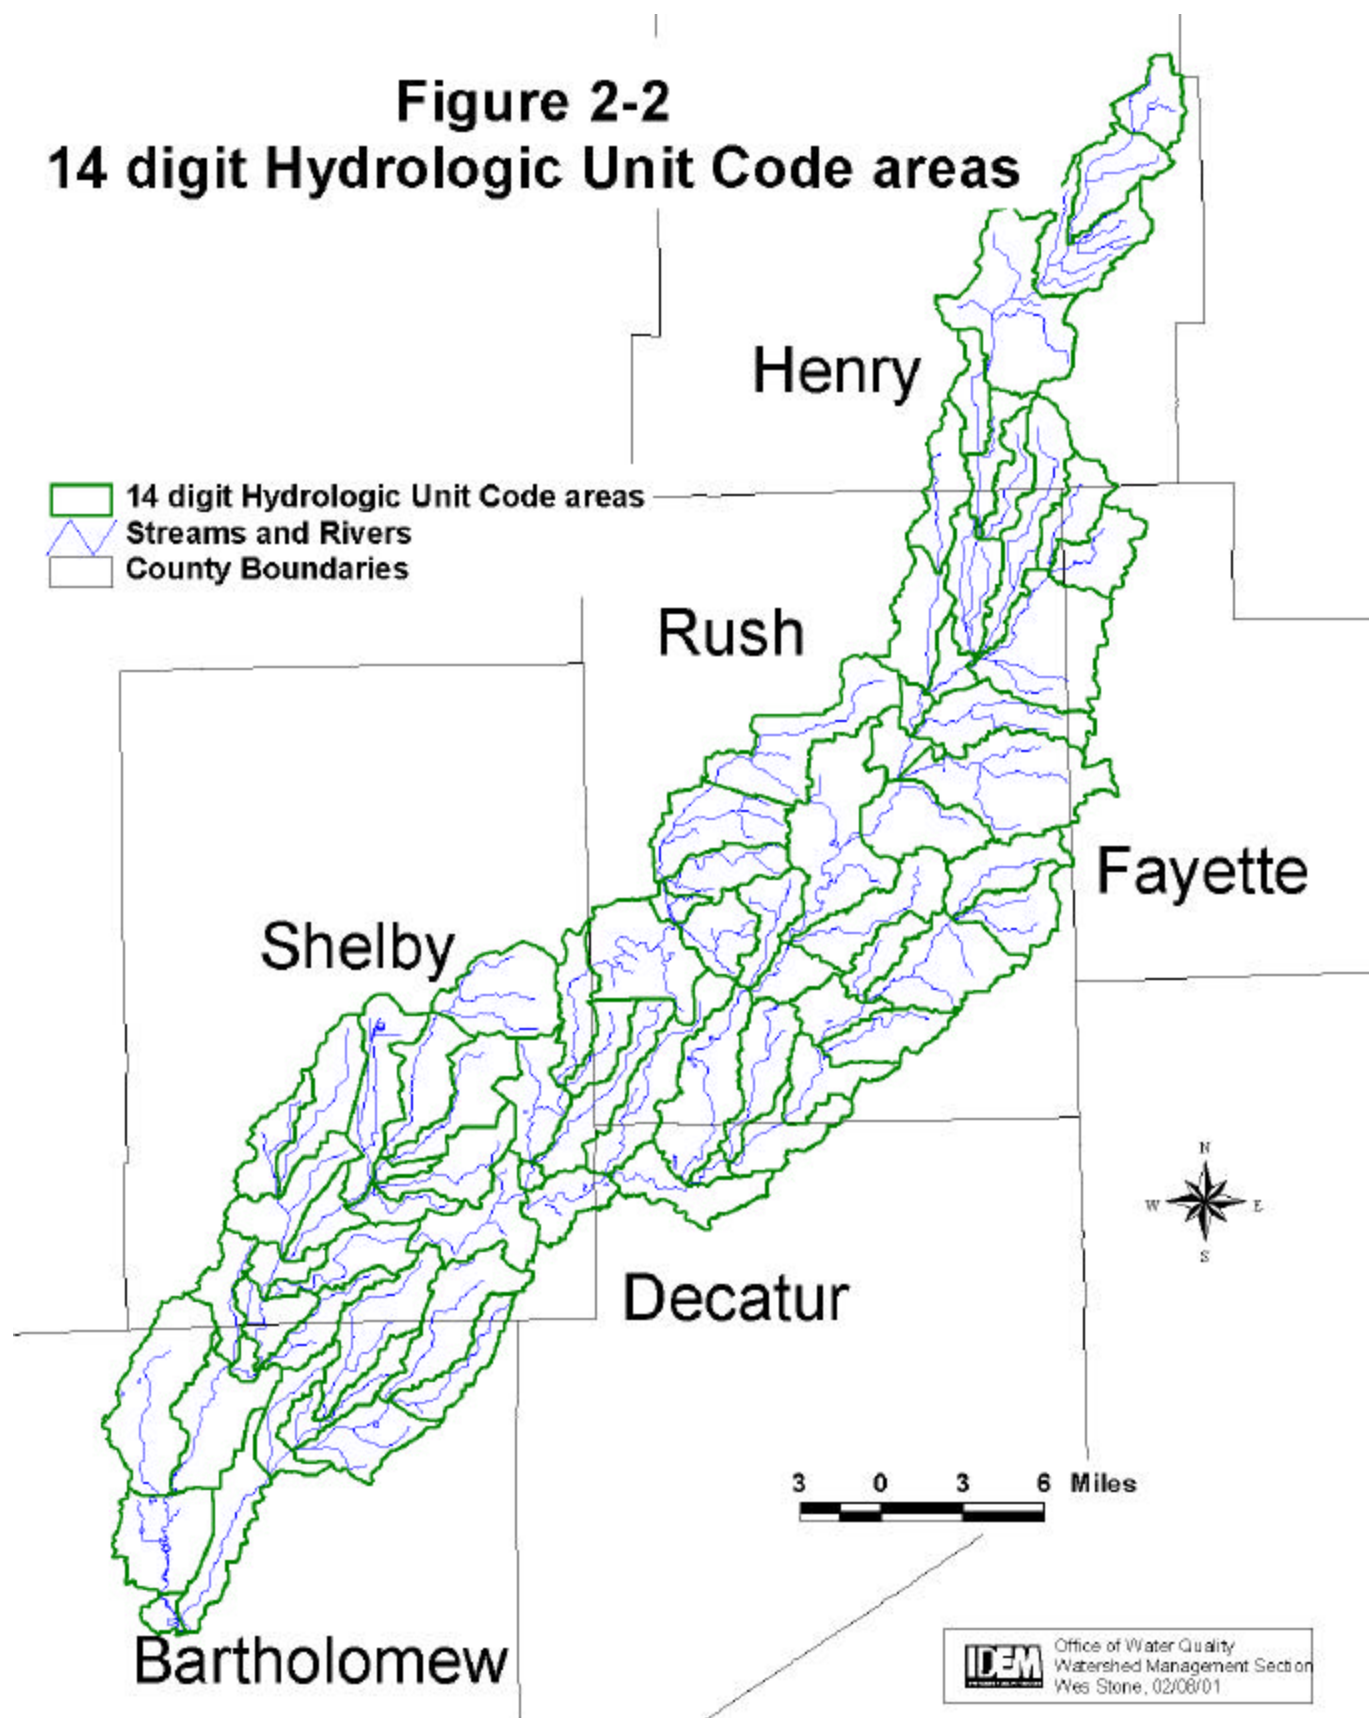 Figure 2-2
14 digit Hydrologic Unit Code areas
Henry
14 digit Hydrologic Unit Code areas
Streams and Rivers
County Boundaries
Rush
Fayette
Shelby
N
W E
S
Decatur
3 0 3 6 Miles
Bartholomew
IDEM
Office of Water Quality
Watershed Management Section
Wes Stone, 02/08/01